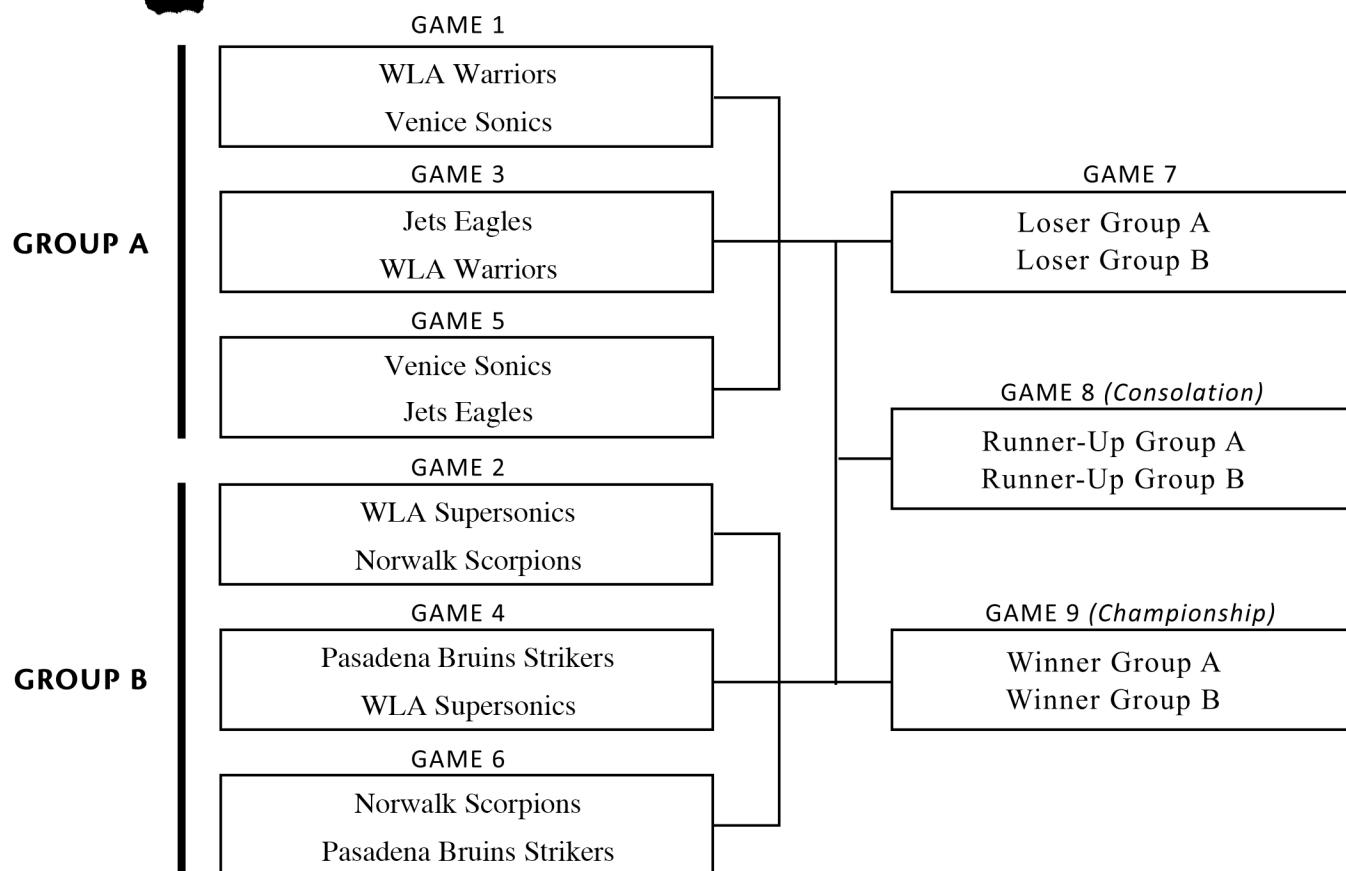 GAME 1
WLA Warriors
Venice Sonics
GAME 3
Jets Eagles
WLA Warriors
GROUP A
GAME 5
Venice Sonics
Jets Eagles
GAME 2
WLA Supersonics
Norwalk Scorpions
GAME 4
Pasadena Bruins Strikers
WLA Supersonics
GROUP B
GAME 6
Norwalk Scorpions
Pasadena Bruins Strikers
GAME 7
Loser Group A
Loser Group B
GAME 8 (Consolation)
Runner-Up Group A
Runner-Up Group B
GAME 9 (Championship)
Winner Group A
Winner Group B